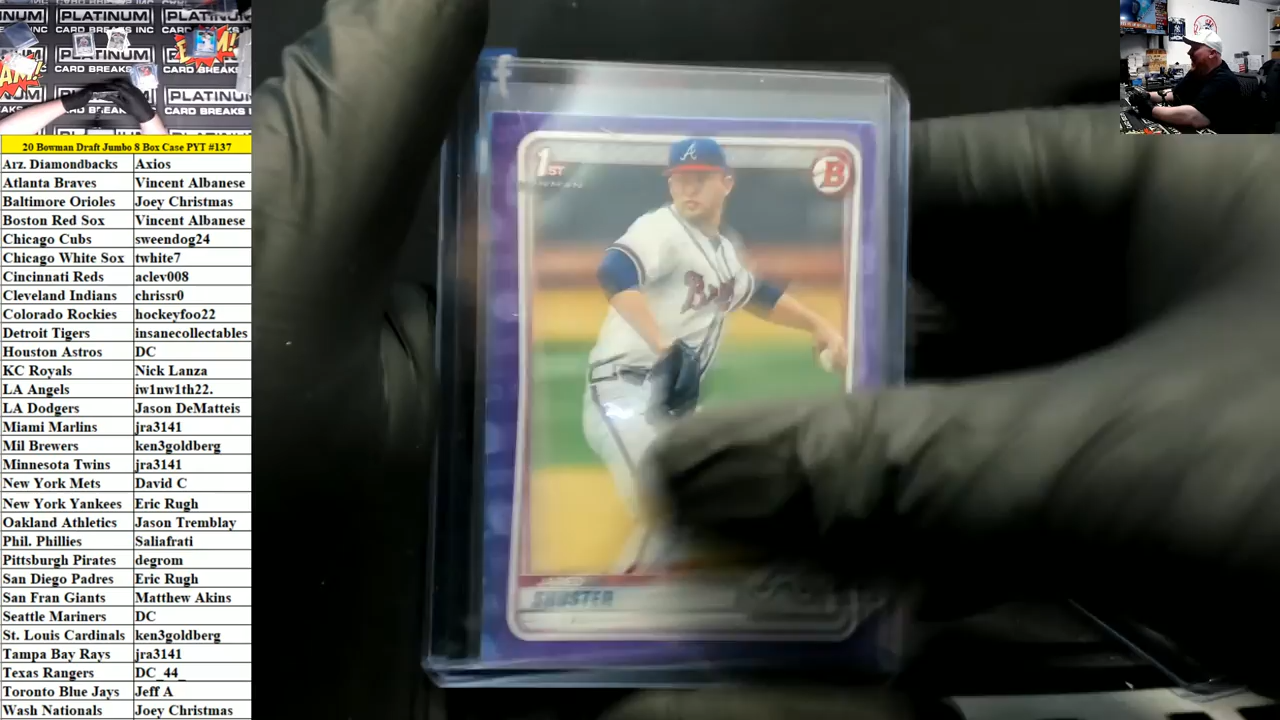 PLATINUM PLATINUM PLATINUM
CARD BREAKS INC
PLATINUM
CARD BREAKS
PLATINUM
CARD BREAKS INC
20 Bowman Draft Jumbo 8 Box Case PYT #137
Arz. Diamondbacks Axios
Atlanta Braves Vincent Albanese
Baltimore Orioles Joey Christmas
Boston Red Sox Vincent Albanese
Chicago Cubs sweendog24
Chicago White Sox twhite7
Cincinnati Reds aclev008
Cleveland Indians chrissr0
Colorado Rockies hockeyfoo22
Detroit Tigers insanecollectables
Houston Astros DC
KC Royals Nick Lanza
LA Angels iw1nw1th22.
LA Dodgers Jason DeMatteis
Miami Marlins jra3141
Mil Brewers ken3goldberg
Minnesota Twins jra3141
New York Mets David C
New York Yankees Eric Rugh
Oakland Athletics Jason Tremblay
Phil. Phillies Saliafrati
Pittsburgh Pirates degrom
San Diego Padres Eric Rugh
San Fran Giants Matthew Akins
Seattle Mariners DC
St. Louis Cardinals ken3goldberg
Tampa Bay Rays jra3141
Texas Rangers DC_44_
Toronto Blue Jays Jeff A
Wash Nationals Joey Christmas
1ST
B
A
JARED
SHUSTER